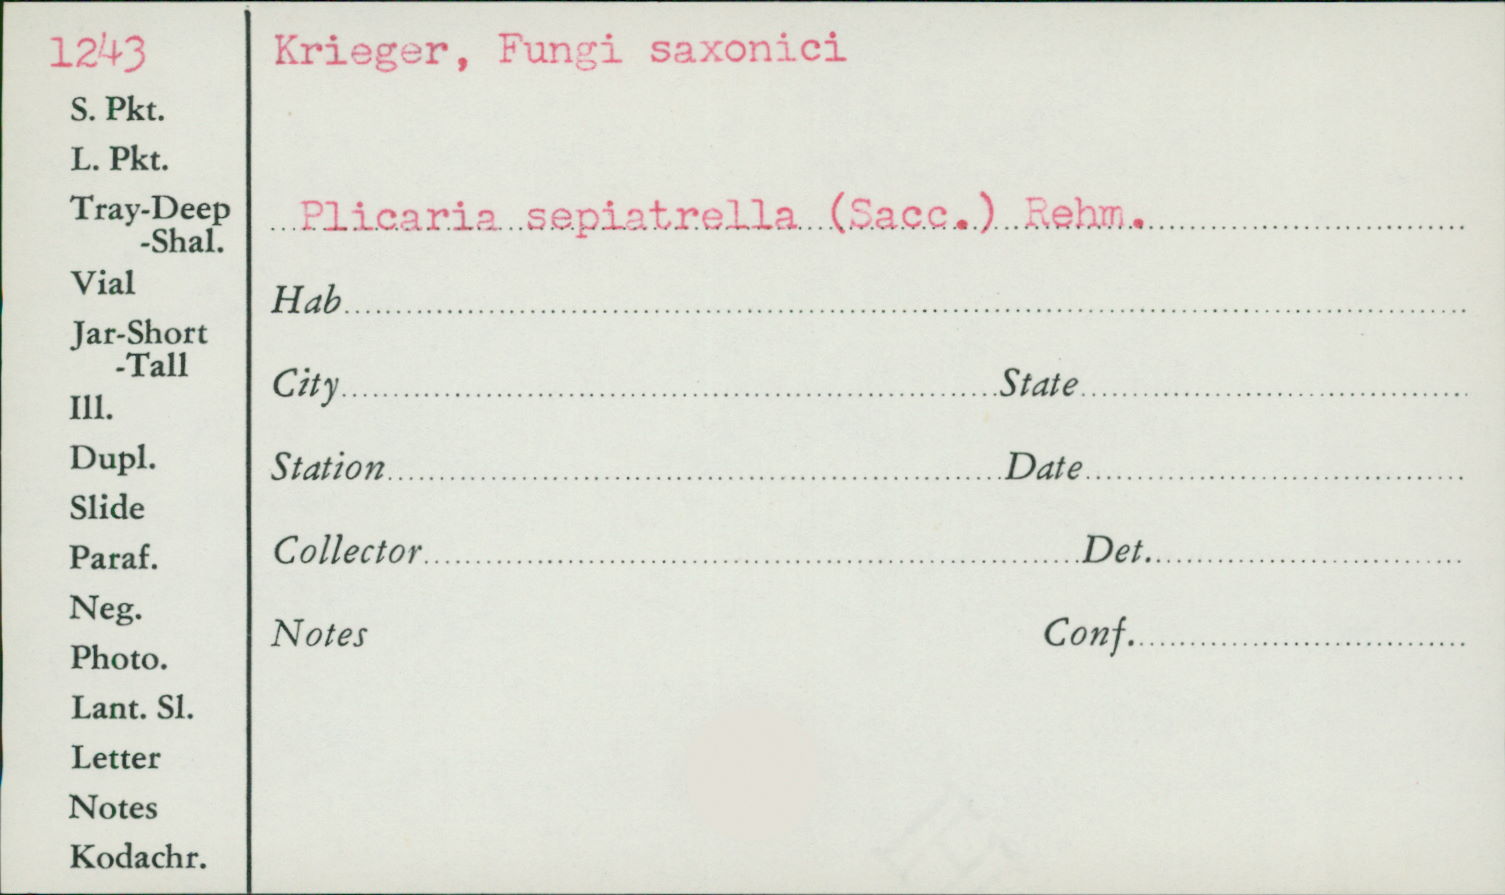 1243
Krieger, Fungi saxonici
S. Pkt.
L. Pkt.
Tray-Deep
-Shal.
Plicaria sepiatrella (Sacc.) Rehm.
Vial
Hab
Jar-Short
-Tall
City State
Ill.
Dupl.
Station Date
Slide
Paraf.
Collector Det.
Neg.
Notes Conf.
Photo.
Lant. Sl.
Letter
Notes
Kodachr.